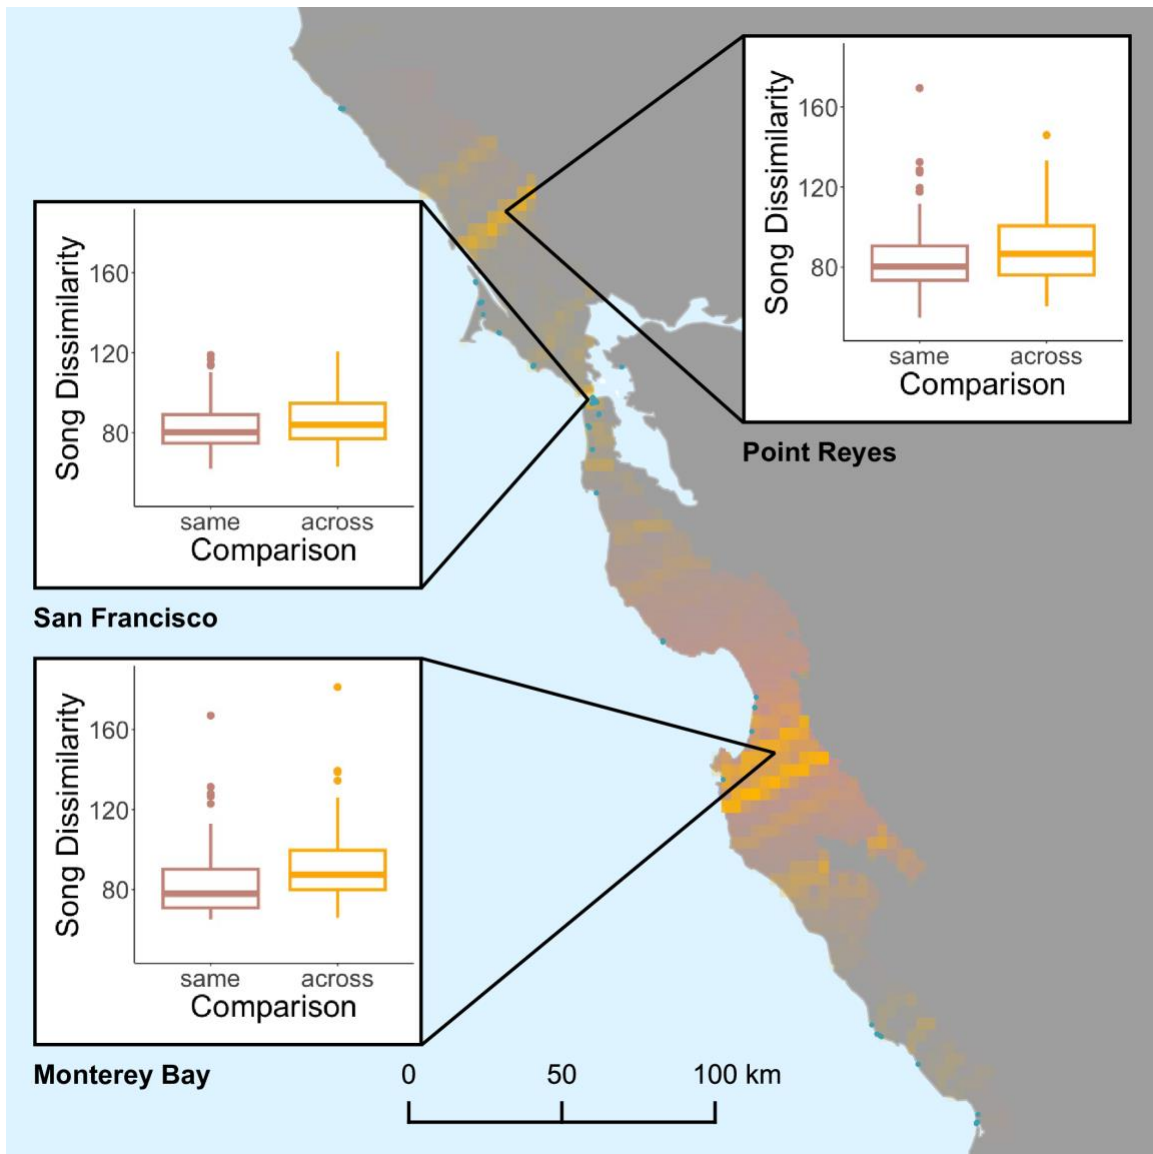 Song Dissimilarity
160
120
80
same across
Comparison
Point Reyes
Song Dissimilarity
160
120
80
same across
Comparison
San Francisco
Song Dissimilarity
160
120
80
same across
Comparison
Monterey Bay
0 50 100 km